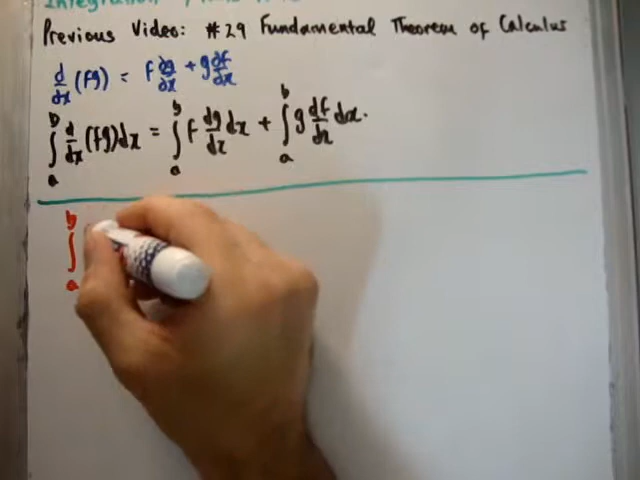 Integration
Previous Video: #29 Fundamental Theorem of Calculus
d/dx (fg) = f dg/dx + g df/dx
∫_a^b d/dx (fg) dx = ∫_a^b f dg/dx dx + ∫_a^b g df/dx dx.
∫_a^b